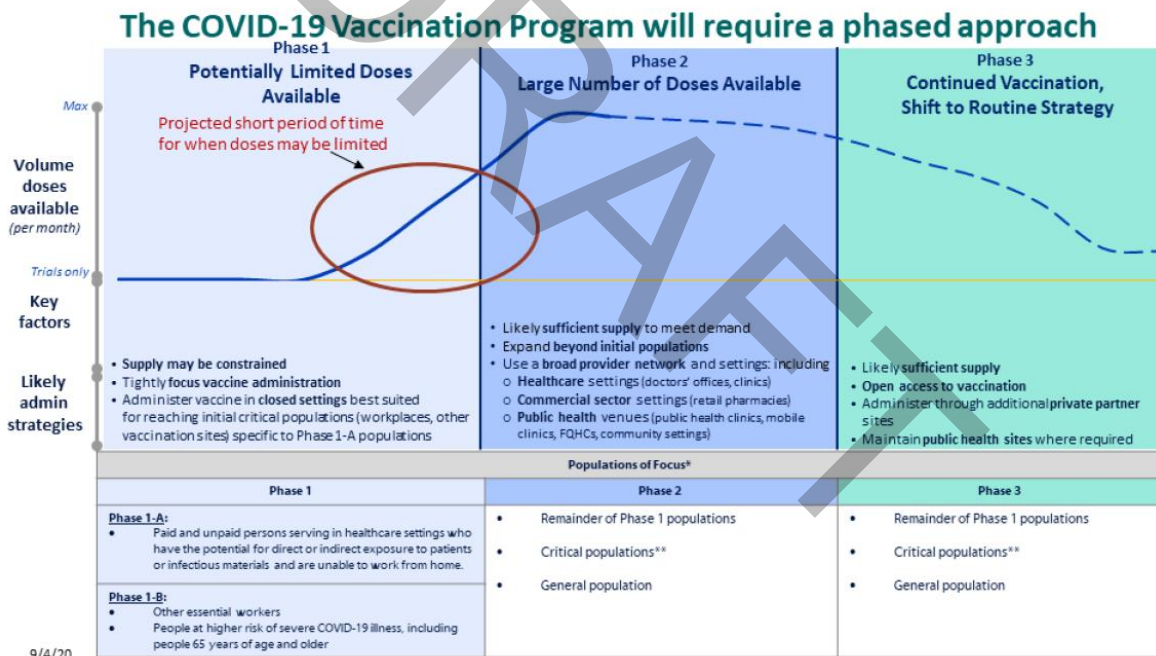 The COVID-19 Vaccination Program will require a phased approach
Phase 1
Potentially Limited Doses
Available
Projected short period of time
for when doses may be limited
Phase 2
Large Number of Doses Available
Phase 3
Continued Vaccination,
Shift to Routine Strategy
Max
Volume
doses
available
(per month)
Trials only
Key
factors
Likely
admin
strategies
• Supply may be constrained
• Tightly focus vaccine administration
• Administer vaccine in closed settings best suited
for reaching initial critical populations (workplaces, other
vaccination sites) specific to Phase 1-A populations
• Likely sufficient supply to meet demand
• Expand beyond initial populations
• Use a broad provider network and settings: including
o Healthcare settings (doctors' offices, clinics)
o Commercial sector settings (retail pharmacies)
o Public health venues (public health clinics, mobile
clinics, FQHCs, community settings)
• Likely sufficient supply
• Open access to vaccination
• Administer through additional private partner
sites
• Maintain public health sites where required
Populations of Focus*
Phase 1
Phase 2
Phase 3
Phase 1-A:
• Paid and unpaid persons serving in healthcare settings who
have the potential for direct or indirect exposure to patients
or infectious materials and are unable to work from home.
Phase 1-B:
• Other essential workers
• People at higher risk of severe COVID-19 illness, including
people 65 years of age and older
• Remainder of Phase 1 populations
• Critical populations**
• General population
• Remainder of Phase 1 populations
• Critical populations**
• General population
9/4/20
DRAFT